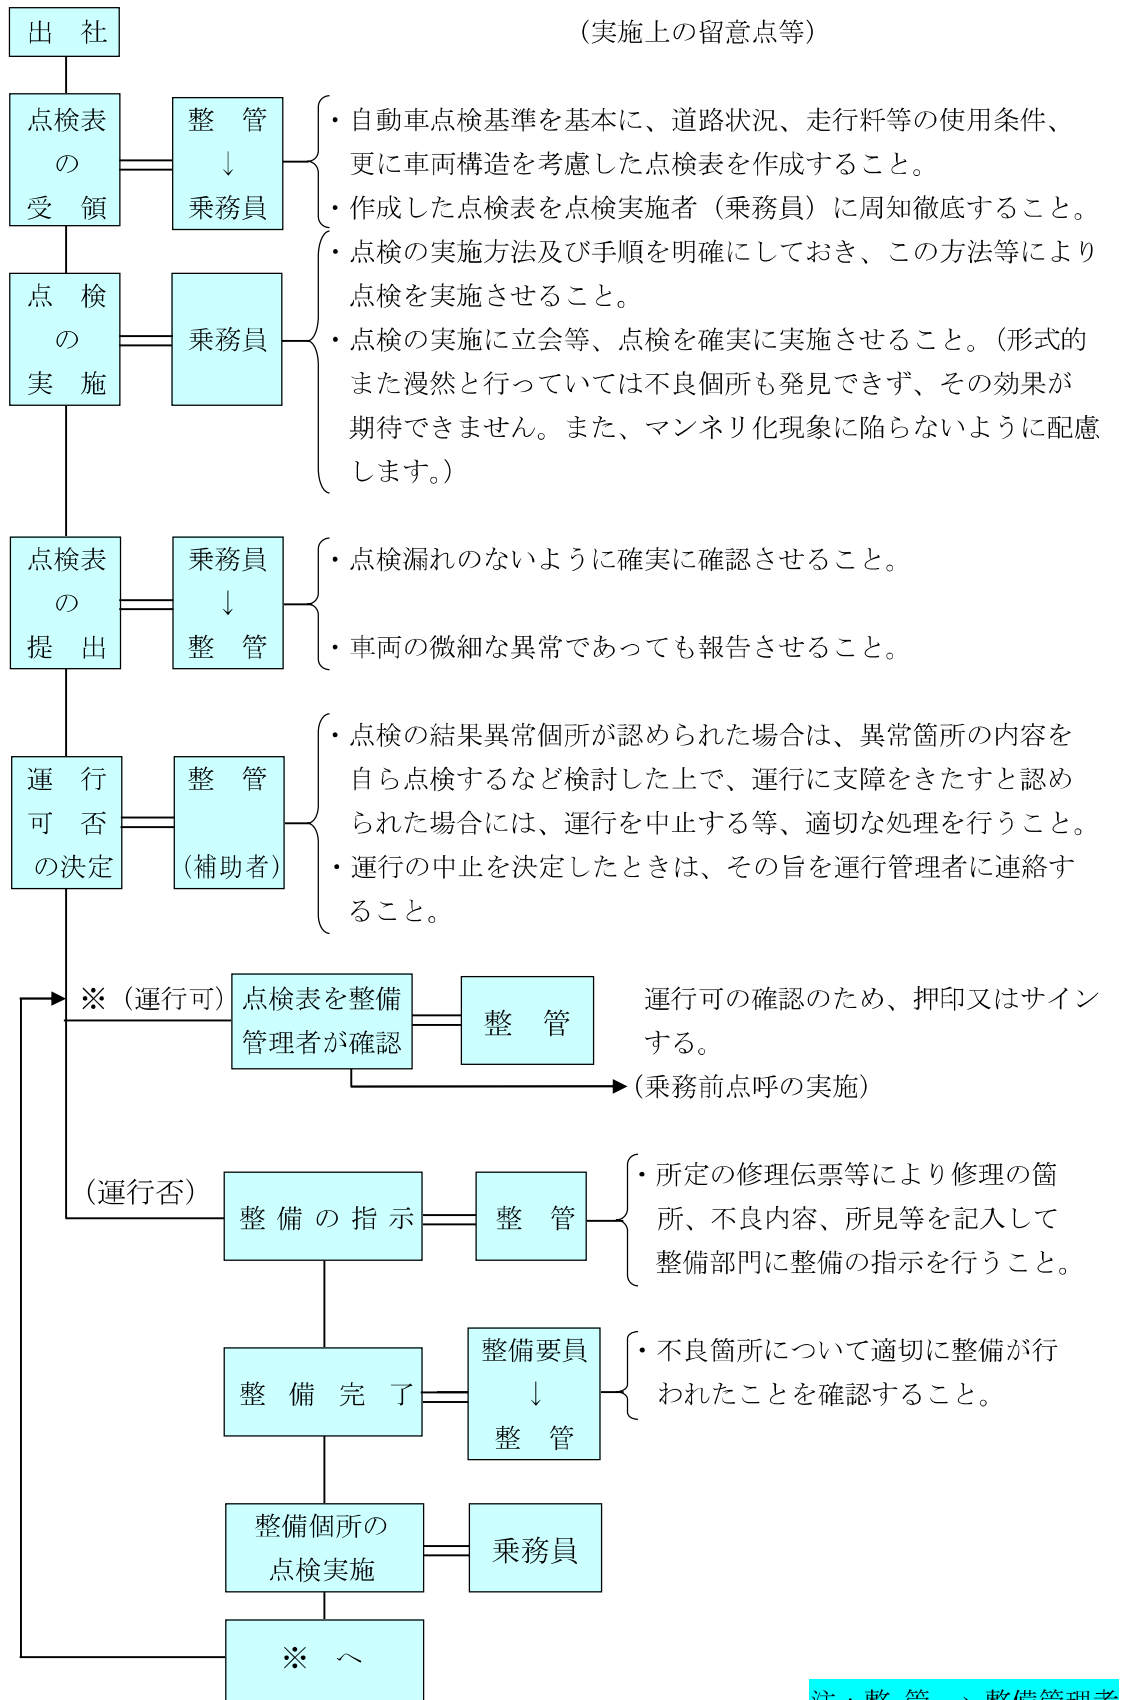 出 社
(実施上の留意点等)
点検表
の
受 領
整 管
↓
乗務員
・自動車点検基準を基本に、道路状況、走行粁等の使用条件、
更に車両構造を考慮した点検表を作成すること。
・作成した点検表を点検実施者(乗務員)に周知徹底すること。
点 検
の
実 施
乗務員
・点検の実施方法及び手順を明確にしておき、この方法等により
点検を実施させること。
・点検の実施に立会等、点検を確実に実施させること。(形式的
また漫然と行っていては不良個所も発見できず、その効果が
期待できません。また、マンネリ化現象に陥らないように配慮
します。)
点検表
の
提 出
乗務員
↓
整 管
・点検漏れのないように確実に確認させること。
・車両の微細な異常であっても報告させること。
運 行
可 否
の決定
整 管
(補助者)
・点検の結果異常個所が認められた場合は、異常箇所の内容を
自ら点検するなど検討した上で、運行に支障をきたすと認め
られた場合には、運行を中止する等、適切な処理を行うこと。
・運行の中止を決定したときは、その旨を運行管理者に連絡す
ること。
※(運行可)
点検表を整備
管理者が確認
整 管
運行可の確認のため、押印又はサイン
する。
(乗務前点呼の実施)
(運行否)
整備の指示
整 管
・所定の修理伝票等により修理の箇
所、不良内容、所見等を記入して
整備部門に整備の指示を行うこと。
整 備 完 了
整備要員
↓
整 管
・不良箇所について適切に整備が行
われたことを確認すること。
整備個所の
点検実施
乗務員
※ へ
注:整 管 → 整備管理者